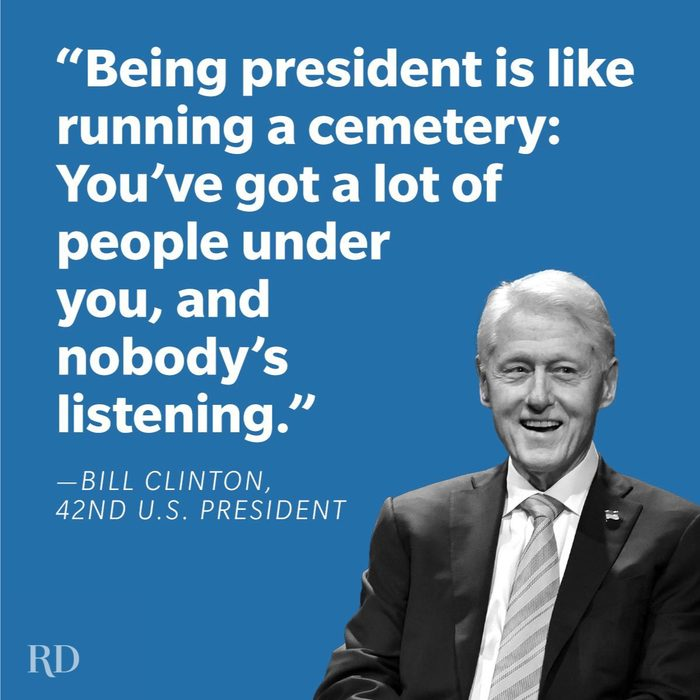 “Being president is like
running a cemetery:
You’ve got a lot of
people under
you, and
nobody’s
listening.”
—BILL CLINTON,
42ND U.S. PRESIDENT
RD